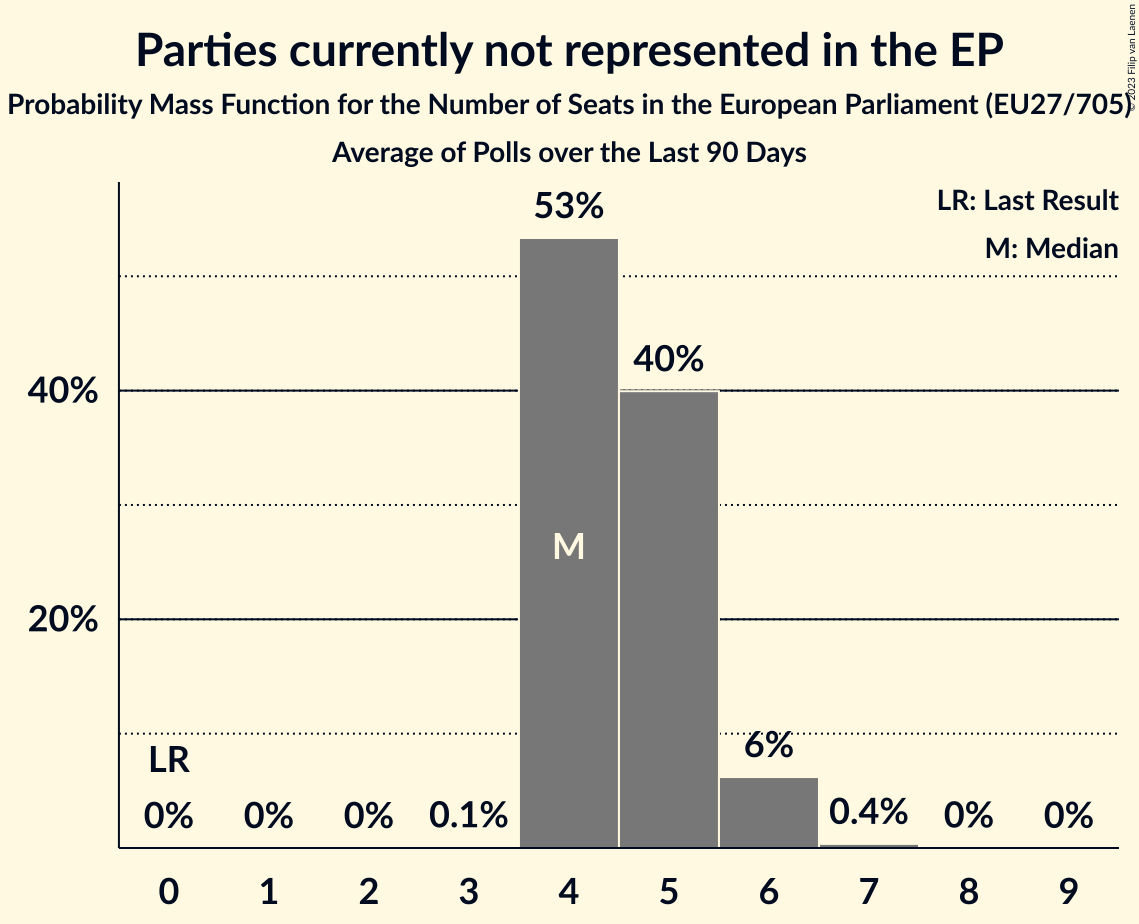 Parties currently not represented in the EP
Probability Mass Function for the Number of Seats in the European Parliament (EU27/705)
Average of Polls over the Last 90 Days
© 2023 Filip van Laenen
LR: Last Result
M: Median
53%
40%
40%
M
20%
6%
LR
0% 0% 0% 0.1% 0.4% 0% 0%
0 1 2 3 4 5 6 7 8 9